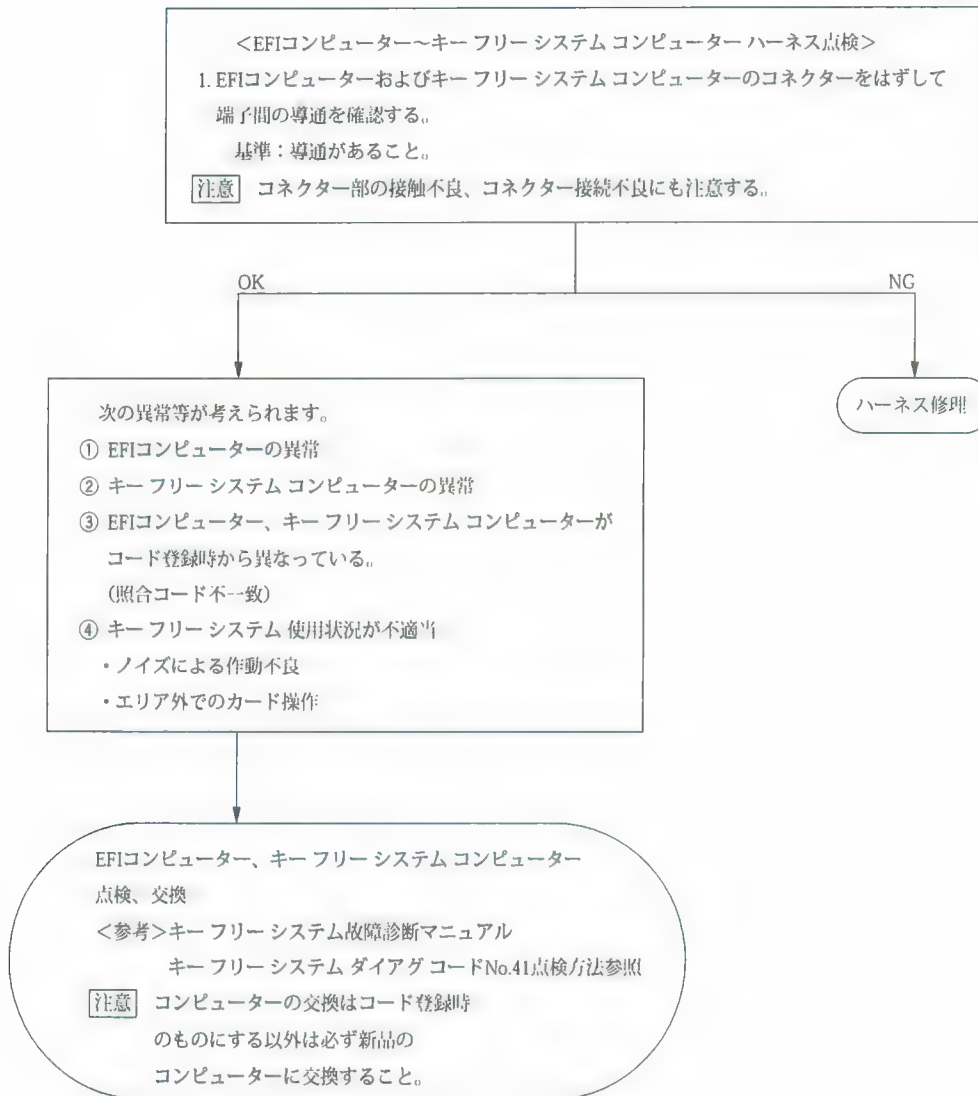 <EFIコンピューター～キー フリー システム コンピューター ハーネス点検>
1. EFIコンピューターおよびキー フリー システム コンピューターのコネクターをはずして
端子間の導通を確認する。
基準：導通があること。
注意 コネクター部の接触不良、コネクター接続不良にも注意する。
OK
NG
次の異常等が考えられます。
① EFIコンピューターの異常
② キー フリー システム コンピューターの異常
③ EFIコンピューター、キー フリー システム コンピューターが
コード登録時から異なっている。
(照合コード不一致)
④ キー フリー システム 使用状況が不適当
・ノイズによる作動不良
・エリア外でのカード操作
ハーネス修理
EFIコンピューター、キー フリー システム コンピューター
点検、交換
<参考>キー フリー システム故障診断マニュアル
キー フリー システム ダイアグ コードNo.41点検方法参照
注意 コンピューターの交換はコード登録時
のものにする以外は必ず新品の
コンピューターに交換すること。